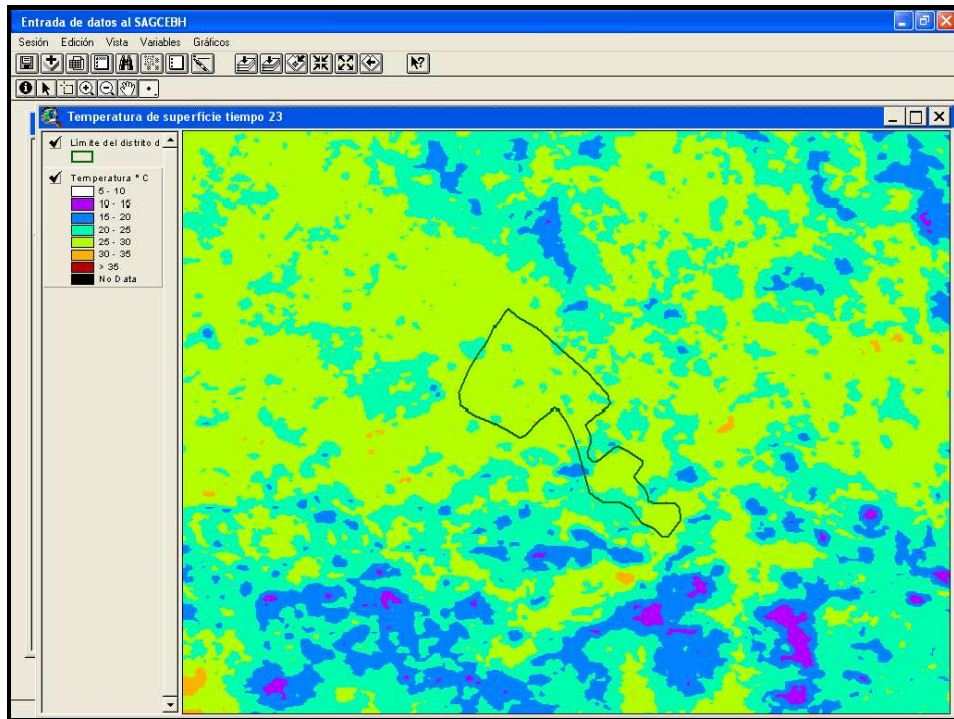 Entrada de datos al SAGCEBH
Sesión Edición Vista Variables Gráficos
Temperatura de superficie tiempo 23
Límite del distrito d
Temperatura ° C
5 - 10
10 - 15
15 - 20
20 - 25
25 - 30
30 - 35
> 35
No Data